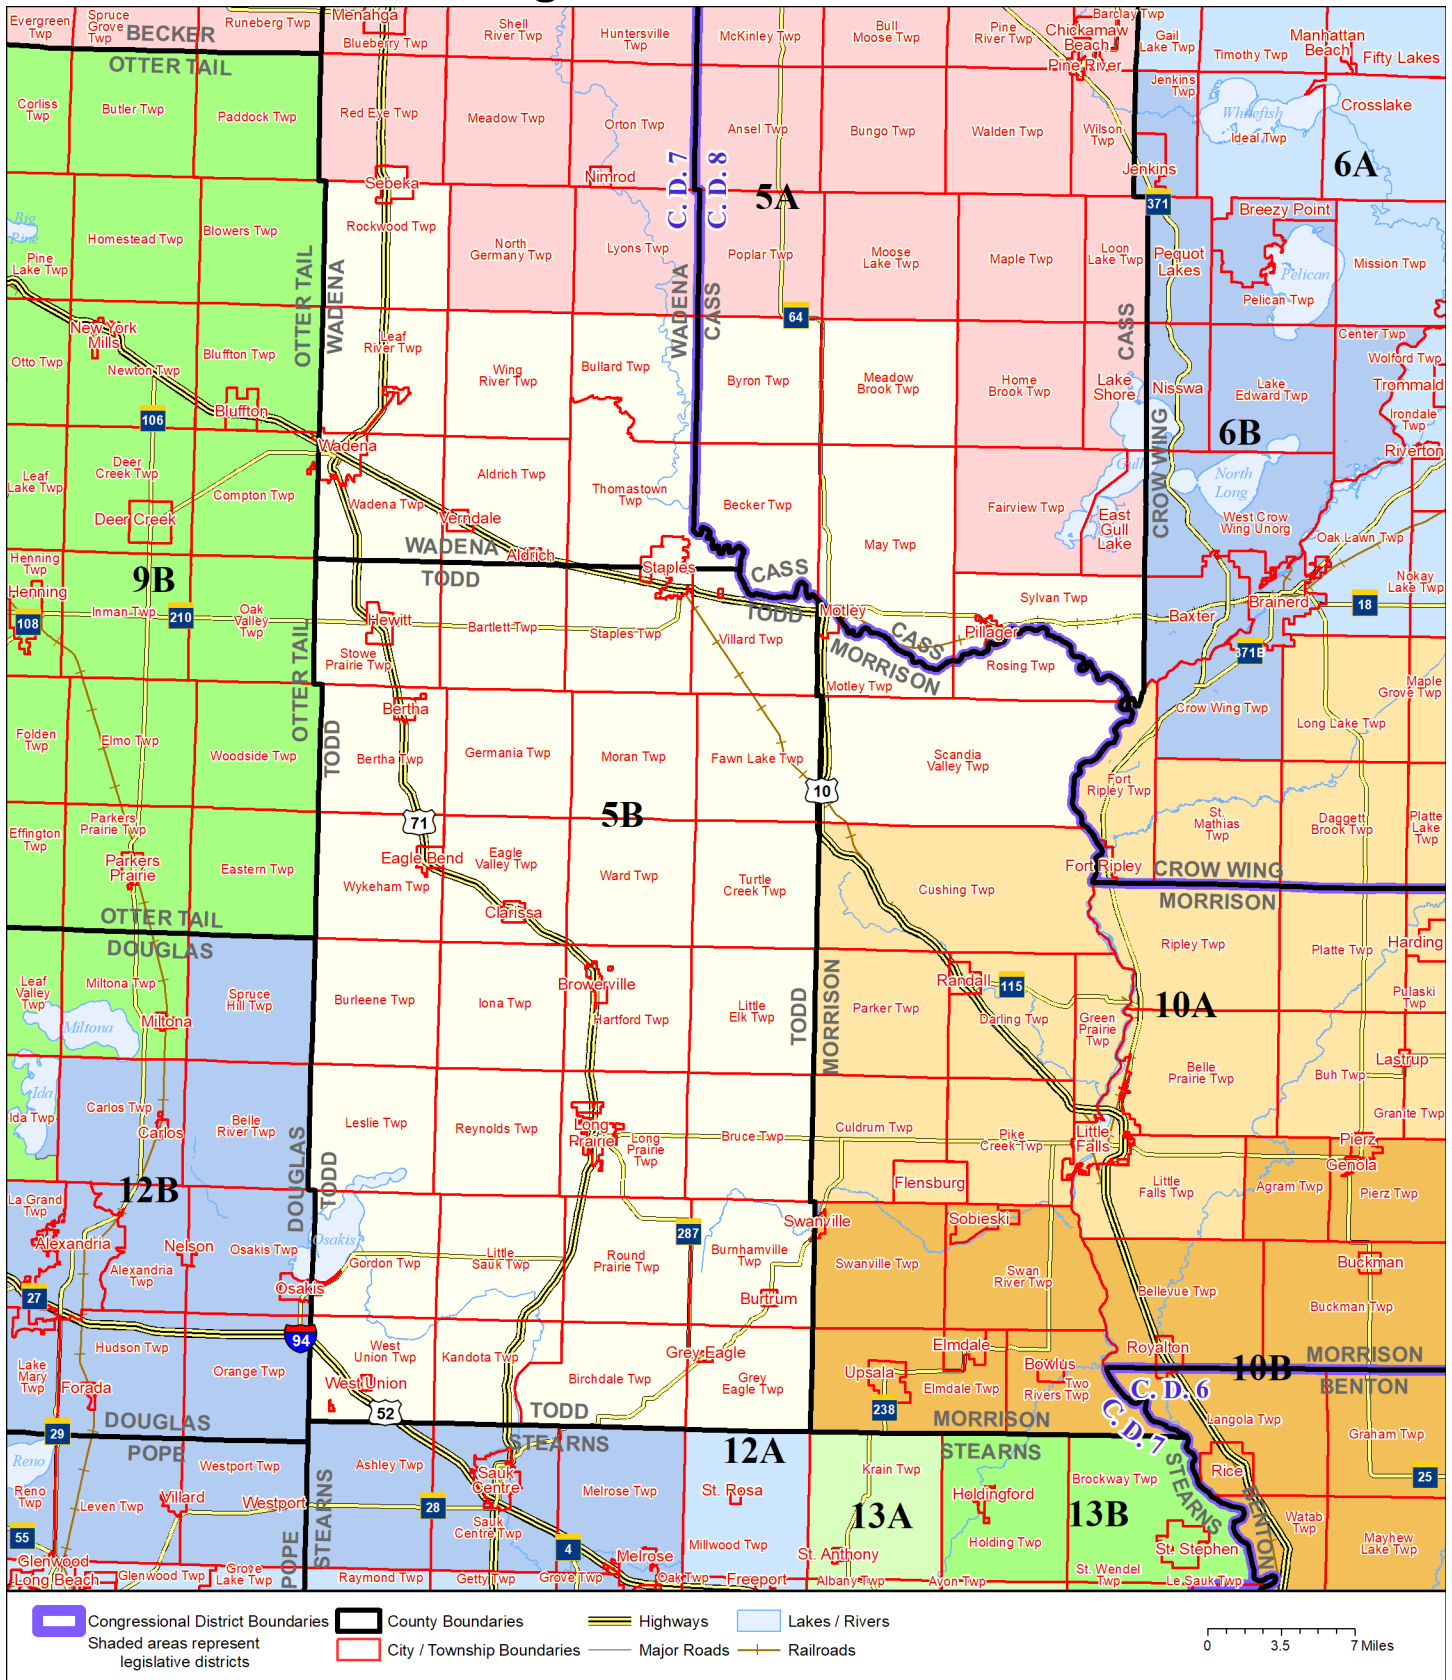 Evergreen
Twp
Spruce
Grove
Twp
BECKER
Runeberg Twp
OTTER TAIL
Menahga
Blueberry Twp
Shell
River Twp
Huntersville
Twp
McKinley Twp
Bull
Moose Twp
Pine
River Twp
Barclay Twp
Chickamaw
Beach
Pine River
Gail
Lake Twp
Timothy Twp
Manhattan
Beach
Fifty Lakes
Jenkins
Twp
Crosslake
Whitefish
Ideal Twp
6A
Corliss
Twp
Butler Twp
Paddock Twp
Red Eye Twp
Meadow Twp
Orton Twp
Ansel Twp
Bungo Twp
Walden Twp
Wilson
Twp
Jenkins
Sebeka
Nimrod
C. D. 7
C. D. 8
5A
371
Breezy Point
Big
Pine
Pine
Lake Twp
Homestead Twp
Blowers Twp
OTTER TAIL
WADENA
Rockwood Twp
North
Germany Twp
Lyons Twp
WADENA
CASS
Poplar Twp
Moose
Lake Twp
Maple Twp
Loon
Lake Twp
Pequot
Lakes
Pelican
Pelican Twp
Mission Twp
64
CASS
New York
Mills
Otto Twp
Newton Twp
Bluffton Twp
Bluffton
106
Leaf
River Twp
Wing
River Twp
Bullard Twp
Byron Twp
Meadow
Brook Twp
Home
Brook Twp
Lake
Shore
Nisswa
Lake
Edward Twp
Center Twp
Wolford Twp
Trommald
Irondale
Twp
Riverton
6B
CROW WING
Gull
North
Long
Wadena
Leaf
Lake Twp
Deer
Creek Twp
Compton Twp
Deer Creek
Wadena Twp
Verndale
Aldrich Twp
Thomastown
Twp
Becker Twp
May Twp
Fairview Twp
East
Gull
Lake
West Crow
Wing Unorg
Oak Lawn Twp
WADENA
TODD
Aldrich
Staples
CASS
TODD
Henning
Twp
Henning
108
9B
Inman Twp
210
Oak
Valley
Twp
OTTER TAIL
Hewitt
Stowe
Prairie Twp
Bartlett Twp
Staples Twp
Villard Twp
Motley
Motley Twp
CASS
MORRISON
Pillager
Rosing Twp
Sylvan Twp
Baxter
Brainerd
18
Nokay
Lake Twp
371B
Crow Wing Twp
Maple
Grove Twp
Long Lake Twp
Folden
Twp
Elmo Twp
Woodside Twp
TODD
Bertha
Bertha Twp
Germania Twp
Moran Twp
Fawn Lake Twp
10
Scandia
Valley Twp
Fort
Ripley Twp
St.
Mathias
Twp
Daggett
Brook Twp
Platte
Lake
Twp
Effington
Twp
Parkers
Prairie Twp
Parkers
Prairie
Eastern Twp
71
5B
Eagle Bend
Eagle
Valley Twp
Wykeham Twp
Clarissa
Ward Twp
Turtle
Creek Twp
Cushing Twp
Fort Ripley
CROW WING
MORRISON
OTTER TAIL
DOUGLAS
Ripley Twp
Platte Twp
Harding
Leaf
Valley
Twp
Miltona Twp
Miltona
Miltona
Spruce
Hill Twp
Burleene Twp
Iona Twp
Browerville
Hartford Twp
Little
Elk Twp
TODD
MORRISON
Parker Twp
Randall
115
Darling Twp
Green
Prairie
Twp
10A
Pulaski
Twp
Ida
Ida Twp
Carlos Twp
Carlos
Belle
River Twp
DOUGLAS
TODD
Leslie Twp
Reynolds Twp
Long
Prairie
Long
Prairie
Twp
Bruce Twp
Culdrum Twp
Pike
Creek Twp
Little
Falls
Belle
Prairie Twp
Buh Twp
Lastrup
Granite Twp
Pierz
Genola
12B
La Grand
Twp
Alexandria
Alexandria
Twp
Nelson
Osakis Twp
Osakis
Osakis
Gordon Twp
Little
Sauk Twp
Round
Prairie Twp
287
Burnhamville
Twp
Burtrum
Swanville
Flensburg
Sobieski
Swanville Twp
Swan
River Twp
Little
Falls Twp
Agram Twp
Pierz Twp
Bellevue Twp
Buckman
Buckman Twp
27
94
Hudson Twp
Lake
Mary
Twp
Forada
Orange Twp
West
Union Twp
West Union
Kandota Twp
Grey Eagle
Birchdale Twp
Grey
Eagle Twp
Upsala
Elmdale
Elmdale Twp
Bowlus
Two
Rivers Twp
Royalton
10B
MORRISON
BENTON
C. D. 6
C. D. 7
238
52
29
DOUGLAS
POPE
TODD
STEARNS
MORRISON
STEARNS
Langola Twp
Graham Twp
Reno
Reno
Twp
Leven Twp
Westport Twp
Villard
Westport
Ashley Twp
Sauk
Centre
Sauk
Centre Twp
28
Melrose Twp
St. Rosa
12A
Krain Twp
13A
Holdingford
Holding Twp
Brockway Twp
13B
STEARNS
Rice
BENTON
25
Watab
Twp
Mayhew
Lake Twp
55
Glenwood
Long Beach
Glenwood Twp
Grove
Lake Twp
POPE
STEARNS
Raymond Twp
Getty Twp
4
Grove Twp
Melrose
Oak Twp
Millwood Twp
Freeport
St. Anthony
Albany Twp
Avon Twp
St. Wendel
Twp
St. Stephen
Le Sauk Twp
Congressional District Boundaries
County Boundaries
Highways
Lakes / Rivers
Shaded areas represent
legislative districts
City / Township Boundaries
Major Roads
Railroads
0 3.5 7 Miles